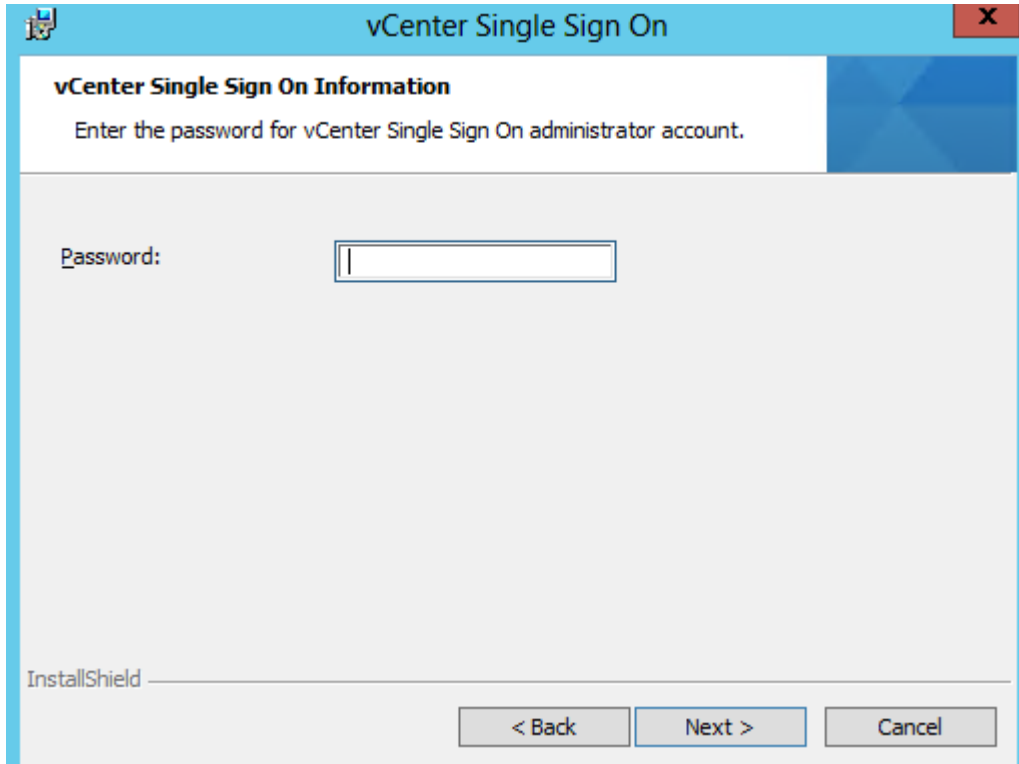 vCenter Single Sign On
X
vCenter Single Sign On Information
Enter the password for vCenter Single Sign On administrator account.
Password:
InstallShield
< Back
Next >
Cancel